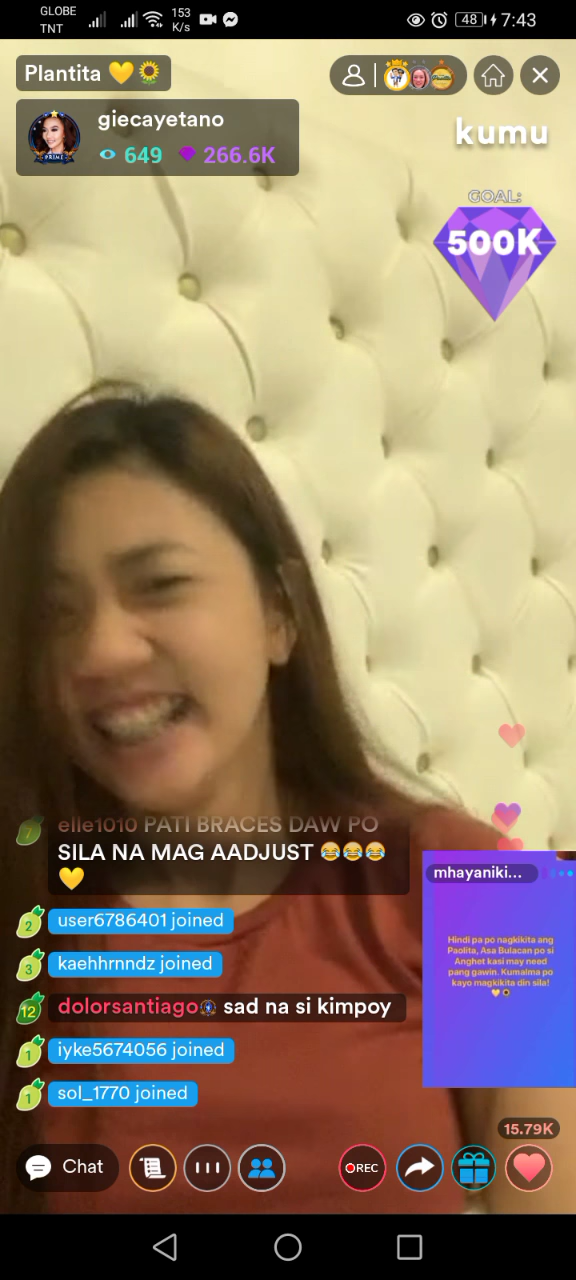 GLOBE
TNT
153
K/s
48
7:43
Plantita 💛🌻
giecayetano
649 266.6K
PRIME
kumu
GOAL:
500K
elle1010 PATI BRACES DAW PO
SILA NA MAG AADJUST 😂😂😂
💛
2 user6786401 joined
3 kaehhrnndz joined
12 dolorsantiago sad na si kimpoy
1 iyke5674056 joined
1 sol_1770 joined
mhayaniki...
Hindi pa po nagkikita ang
Paolita, Asa Bulacan po si
Anghet kasi may need
pang gawin. Kumalma po
kayo magkikita din sila!
💛🌻
15.79K
Chat
REC